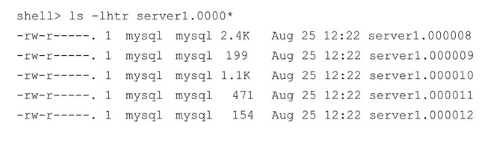 shell> ls -lhtr server1.0000*
-rw-r-----. 1 mysql mysql 2.4K Aug 25 12:22 server1.000008
-rw-r-----. 1 mysql mysql 199 Aug 25 12:22 server1.000009
-rw-r-----. 1 mysql mysql 1.1K Aug 25 12:22 server1.000010
-rw-r-----. 1 mysql mysql 471 Aug 25 12:22 server1.000011
-rw-r-----. 1 mysql mysql 154 Aug 25 12:22 server1.000012